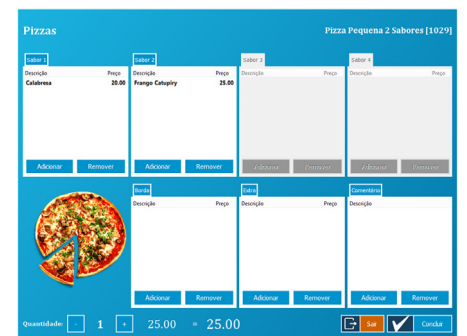 Pizzas
Pizza Pequena 2 Sabores [1029]
Sabor 1
Sabor 2
Sabor 3
Sabor 4
Descrição Preço Descrição Preço Descrição Preço Descrição Preço
Calabresa 20.00 Frango Catupiry 25.00
Adicionar Remover Adicionar Remover Adicionar Remover Adicionar Remover
Borda Extra Comentário
Descrição Preço Descrição Preço Descrição
Adicionar Remover Adicionar Remover Adicionar Remover
Quantidade: - 1 + 25.00 = 25.00 Sair Concluir